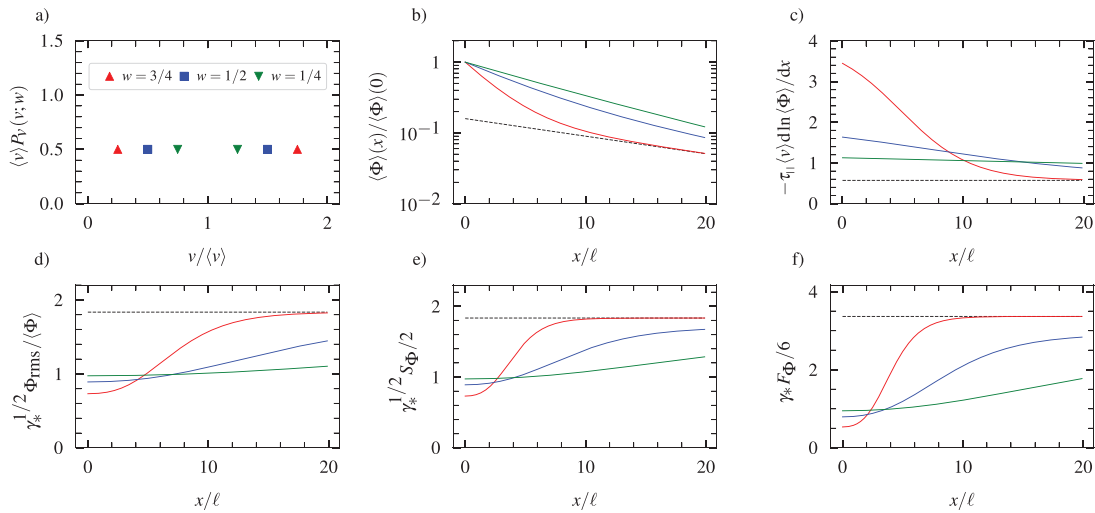 a)
⟨v⟩P_v(v;w)
1.5
1.0
0.5
0
w = 3/4
w = 1/2
w = 1/4
0
1
2
v/⟨v⟩
b)
⟨Φ⟩(x)/⟨Φ⟩(0)
1
10⁻¹
10⁻²
0
10
20
x/ℓ
c)
−τ_∥⟨v⟩d ln⟨Φ⟩/dx
4
3
2
1
0
0
10
20
x/ℓ
d)
γ_*^{1/2} Φ_rms/⟨Φ⟩
2
1
0
0
10
20
x/ℓ
e)
γ_*^{1/2} S_Φ/2
2
1
0
0
10
20
x/ℓ
f)
γ_* F_Φ/6
4
2
0
0
10
20
x/ℓ